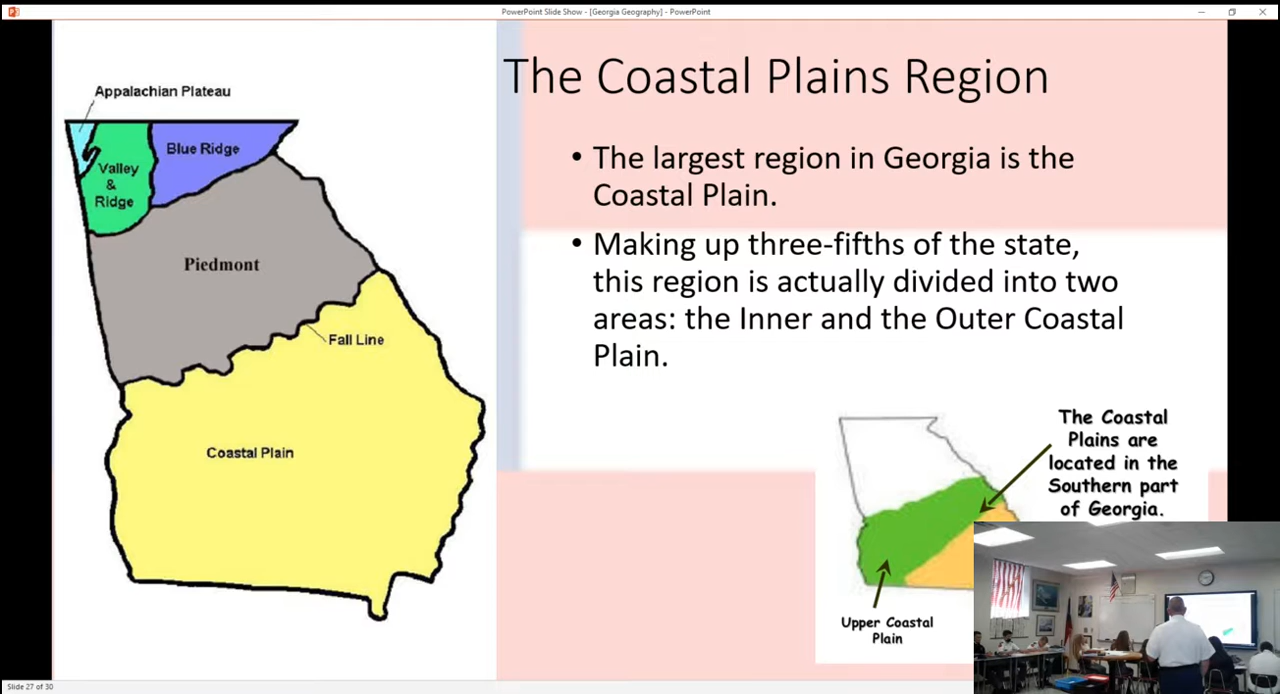 PowerPoint Slide Show - [Georgia Geography] - PowerPoint
The Coastal Plains Region
Appalachian Plateau
Blue Ridge
Valley
&
Ridge
Piedmont
Fall Line
Coastal Plain
• The largest region in Georgia is the
Coastal Plain.
• Making up three-fifths of the state,
this region is actually divided into two
areas: the Inner and the Outer Coastal
Plain.
The Coastal
Plains are
located in the
Southern part
of Georgia.
Upper Coastal
Plain
Slide 27 of 30